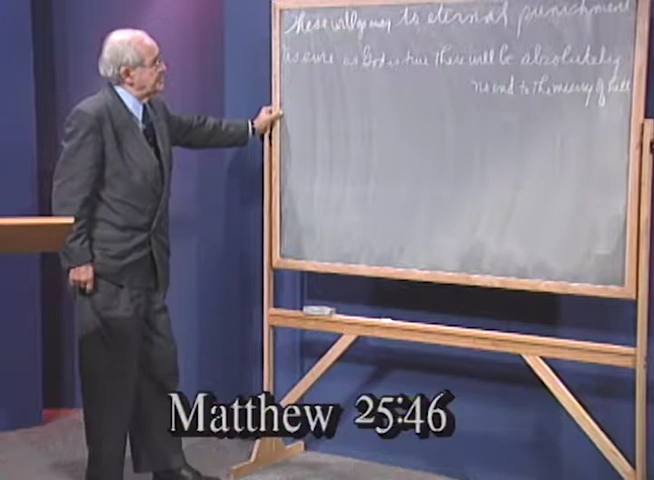 These will go away to eternal punishment
As sure as God is true there will be absolutely
no end to the misery of hell
Matthew 25:46